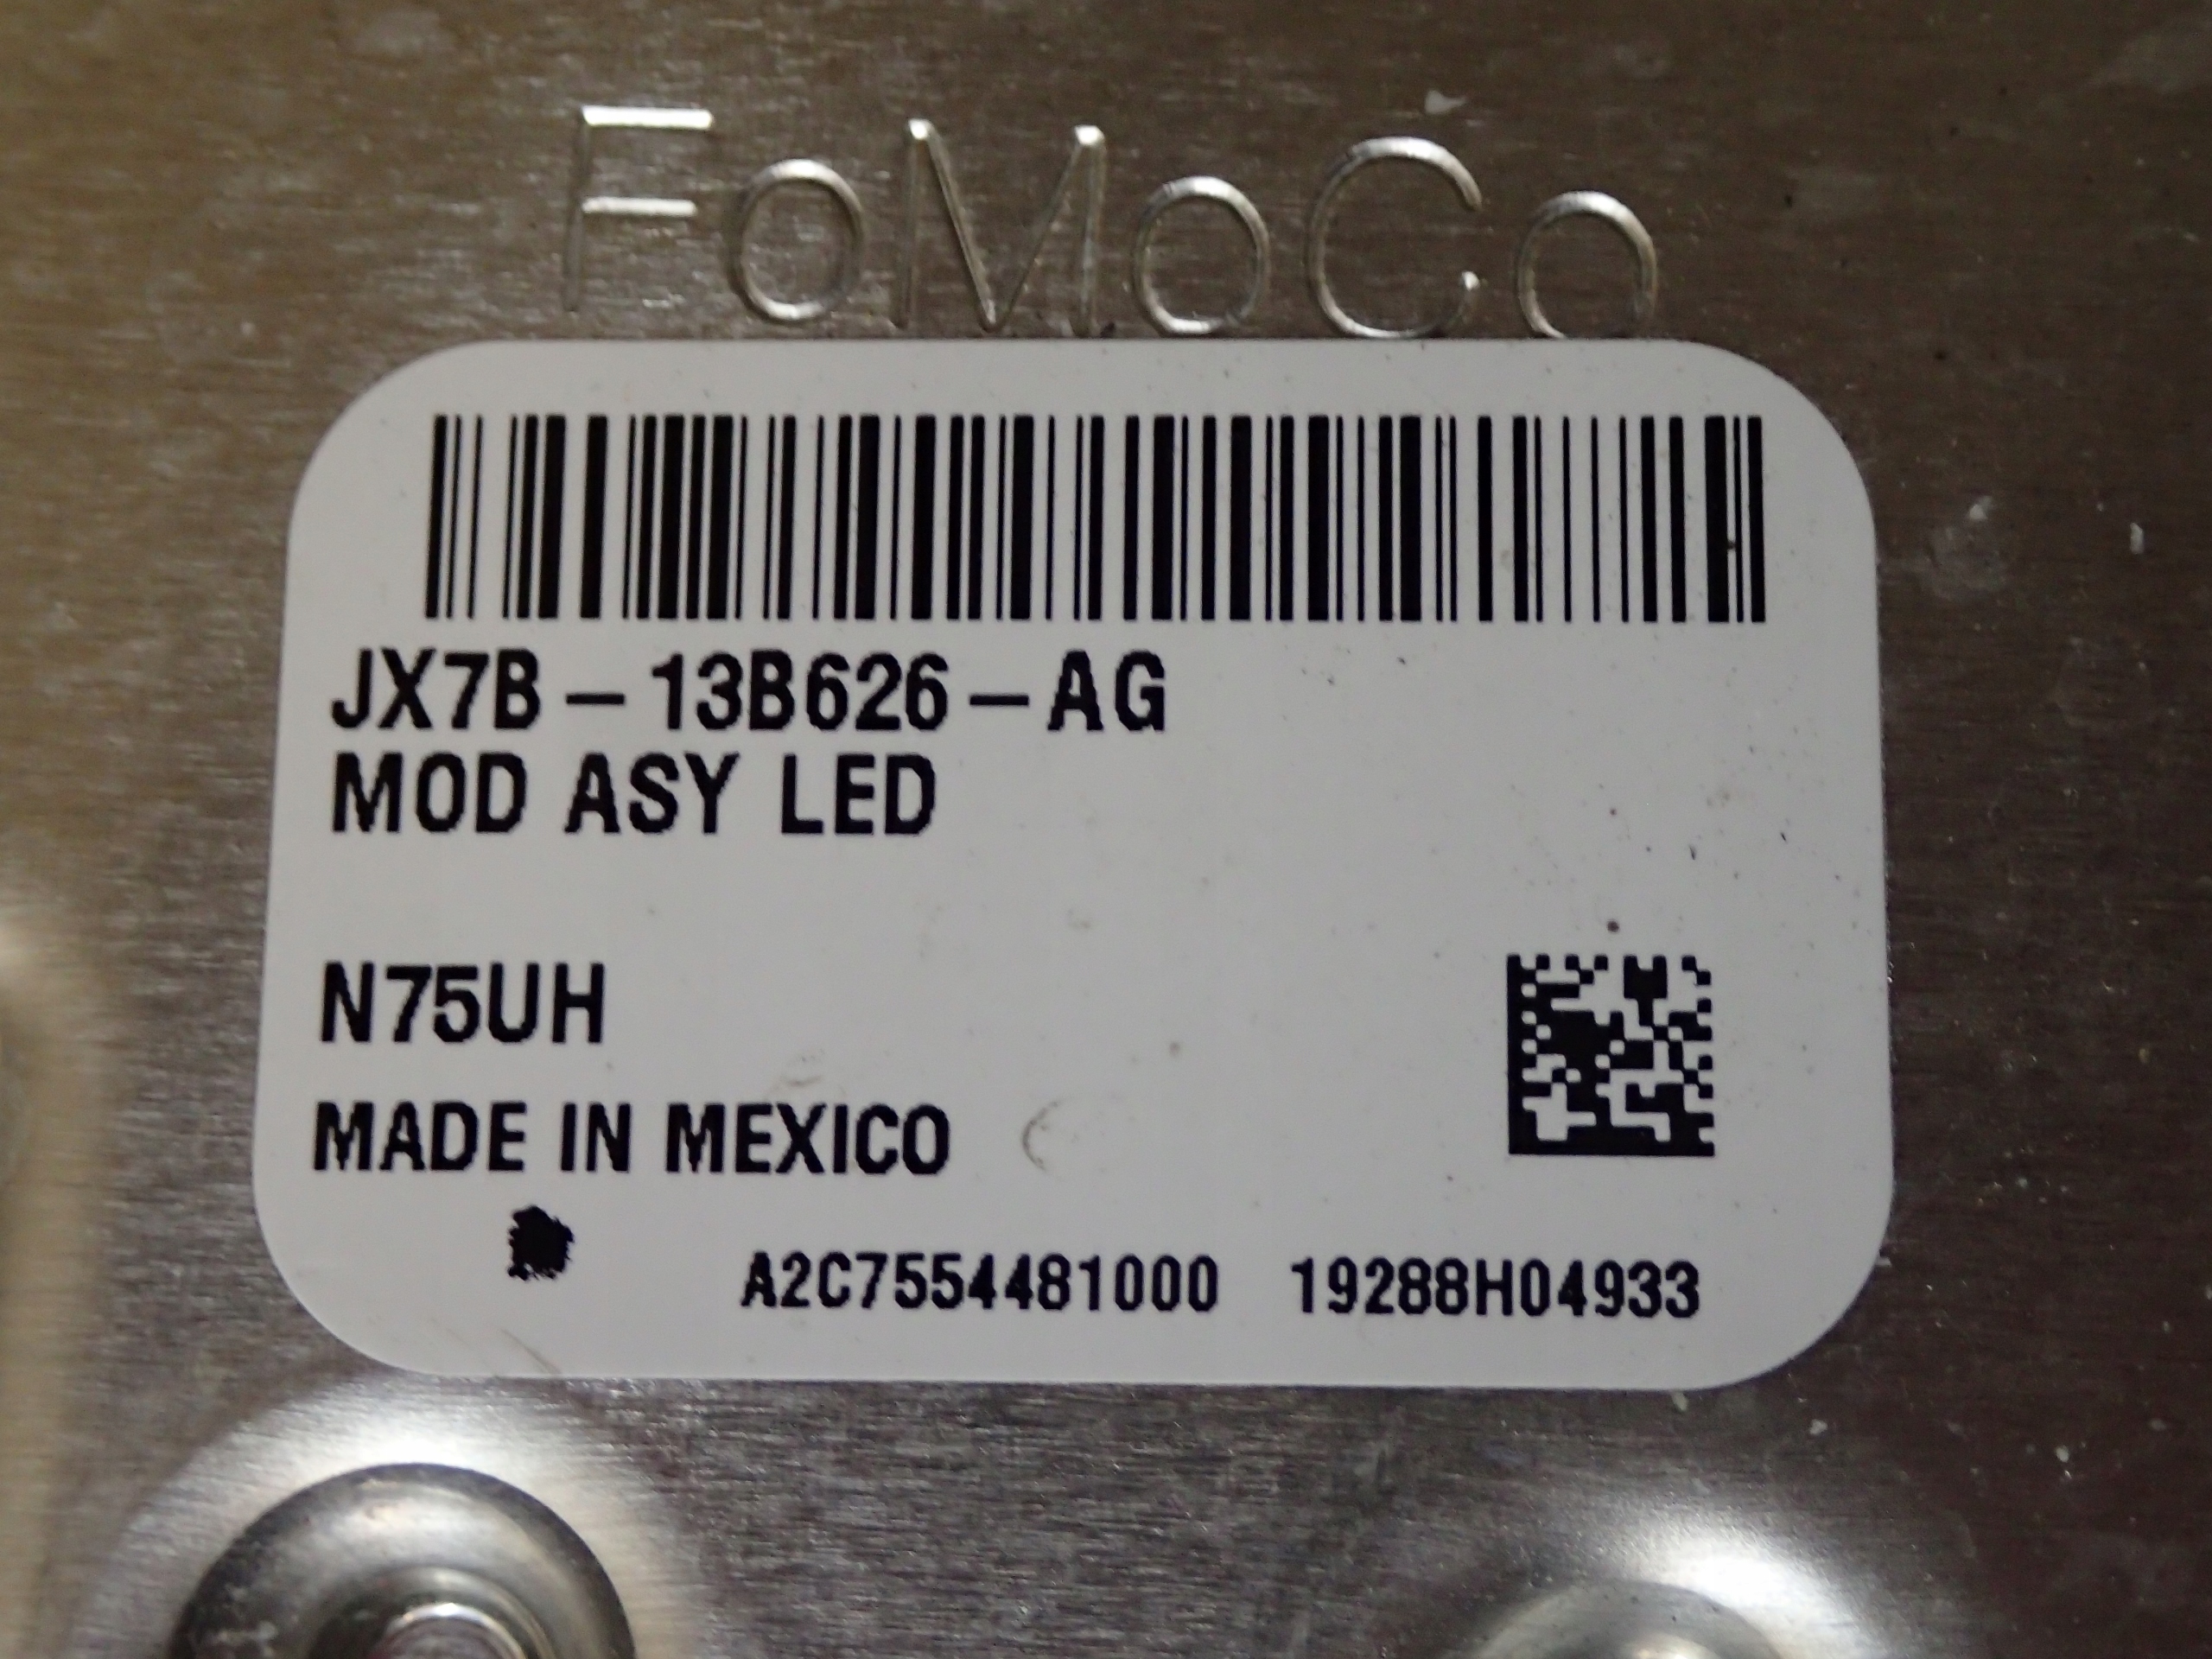 FoMoCo
JX7B-13B626-AG
MOD ASY LED
N75UH
MADE IN MEXICO
A2C7554481000 19288H04933